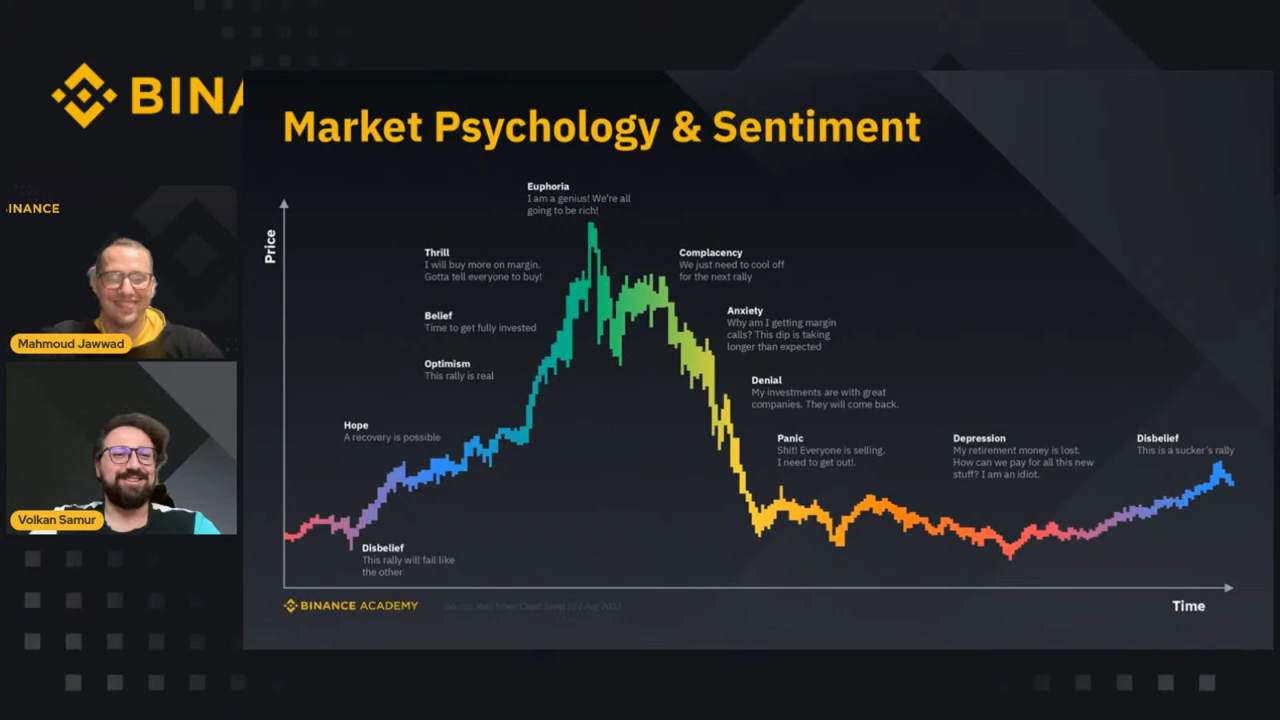 BINA
Market Psychology & Sentiment
INANCE
Mahmoud Jawwad
Volkan Samur
Price
Euphoria
I am a genius! We're all
going to be rich!
Thrill
I will buy more on margin.
Gotta tell everyone to buy!
Complacency
We just need to cool off
for the next rally
Belief
Time to get fully invested
Anxiety
Why am I getting margin
calls? This dip is taking
longer than expected
Optimism
This rally is real
Denial
My investments are with great
companies. They will come back.
Hope
A recovery is possible
Panic
Shit! Everyone is selling.
I need to get out!.
Depression
My retirement money is lost.
How can we pay for all this new
stuff? I am an idiot.
Disbelief
This is a sucker's rally
Disbelief
This rally will fail like
the other
BINANCE ACADEMY
Time